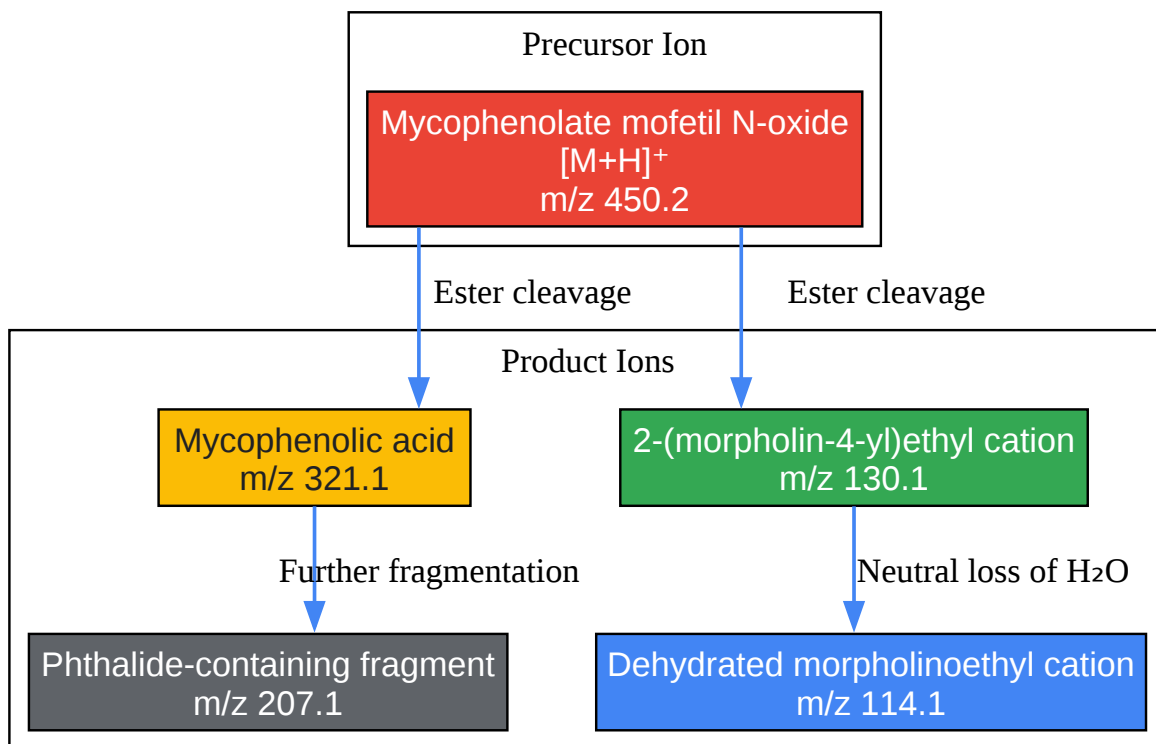 Precursor Ion
Mycophenolate mofetil N-oxide
[M+H]⁺
m/z 450.2
Ester cleavage
Ester cleavage
Product Ions
Mycophenolic acid
m/z 321.1
2-(morpholin-4-yl)ethyl cation
m/z 130.1
Further fragmentation
Neutral loss of H₂O
Phthalide-containing fragment
m/z 207.1
Dehydrated morpholinoethyl cation
m/z 114.1